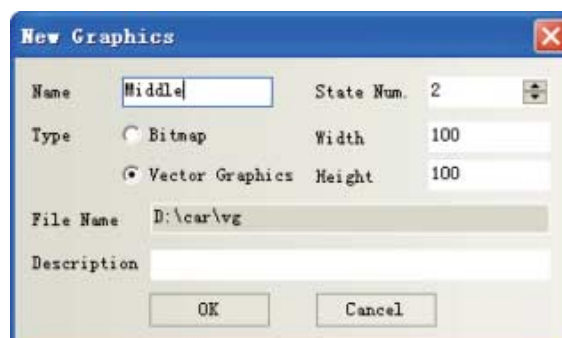 New Graphics
Name Middle State Num. 2
Type Bitmap Width 100
Vector Graphics Height 100
File Name D:\car\vg
Description
OK Cancel